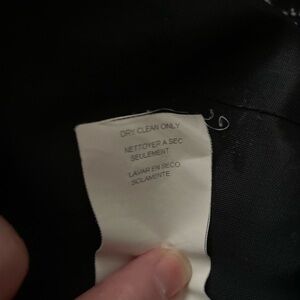 DRY CLEAN ONLY
NETTOYER A SEC
SEULEMENT
LAVAR EN SECO
SOLAMENTE